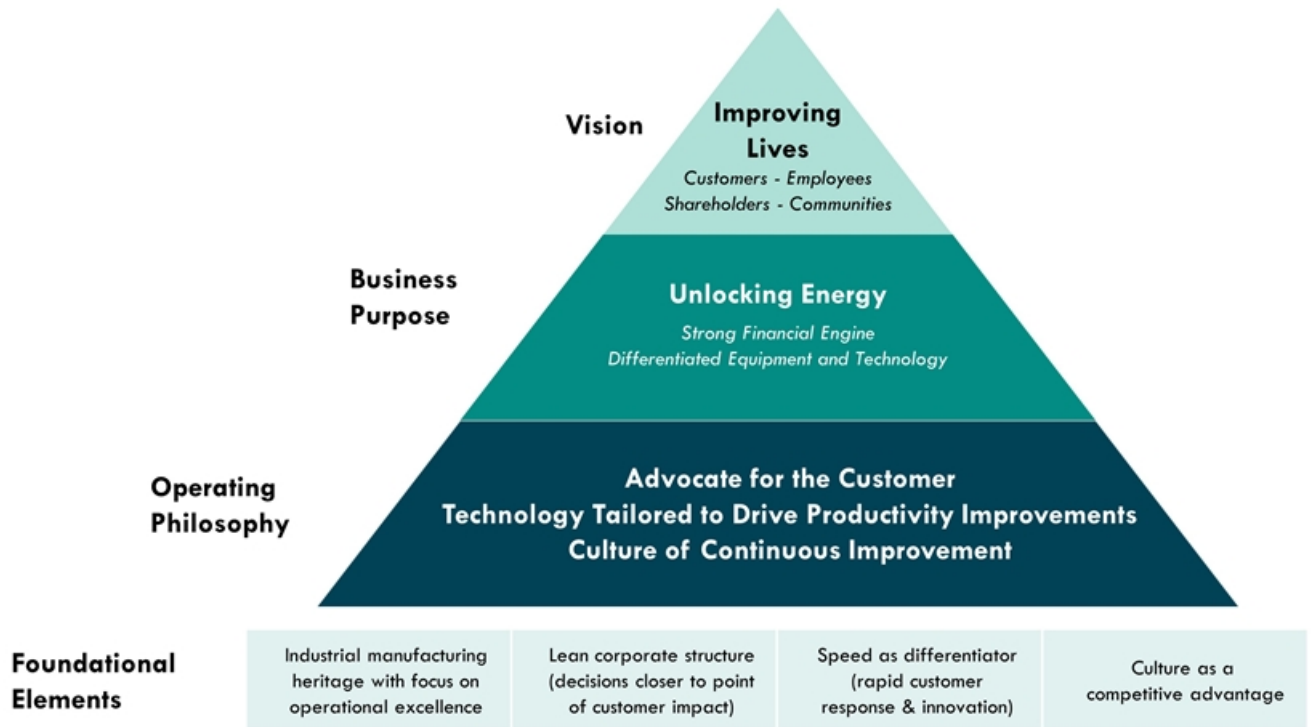 Vision
Improving
Lives
Customers - Employees
Shareholders - Communities
Business
Purpose
Unlocking Energy
Strong Financial Engine
Differentiated Equipment and Technology
Operating
Philosophy
Advocate for the Customer
Technology Tailored to Drive Productivity Improvements
Culture of Continuous Improvement
Foundational
Elements
Industrial manufacturing
heritage with focus on
operational excellence
Lean corporate structure
(decisions closer to point
of customer impact)
Speed as differentiator
(rapid customer
response & innovation)
Culture as a
competitive advantage